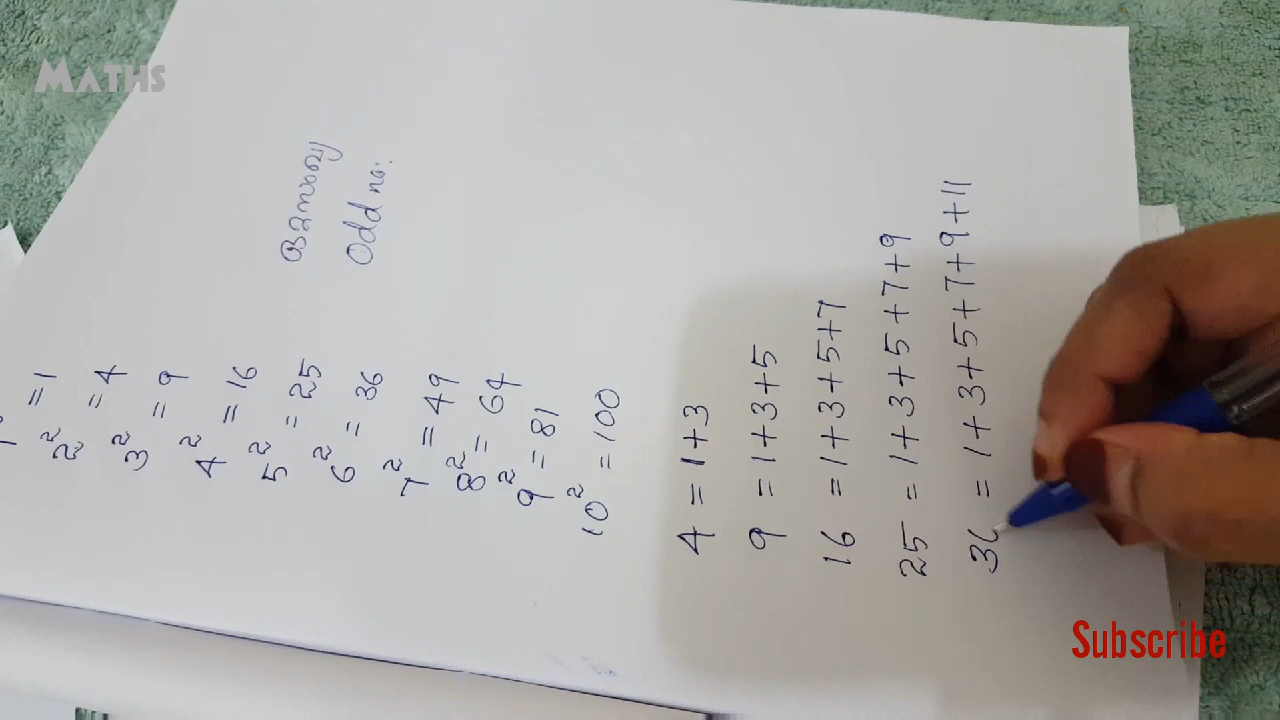 MATHS
1² = 1
2² = 4
3² = 9
4² = 16
5² = 25
6² = 36
7² = 49
8² = 64
9² = 81
10² = 100
ഒറ്റസംഖ്യ
Odd no:
4 = 1+3
9 = 1+3+5
16 = 1+3+5+7
25 = 1+3+5+7+9
36 = 1+3+5+7+9+11
Subscribe